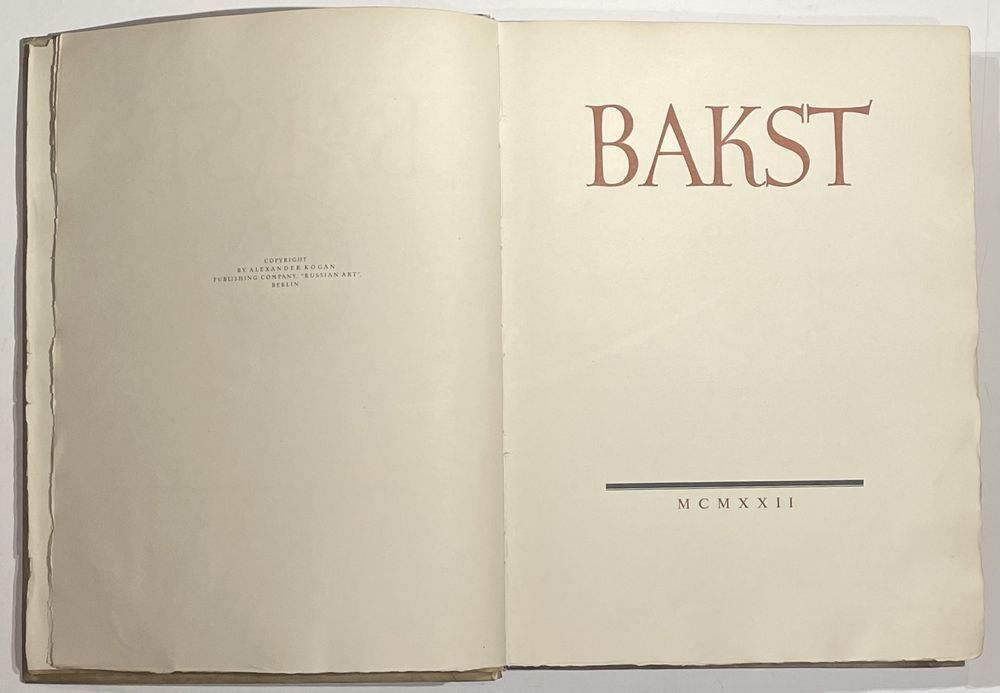 COPYRIGHT
BY ALEXANDER KOGAN
PUBLISHING COMPANY, "RUSSIAN ART",
BERLIN
BAKST
MCMXXII